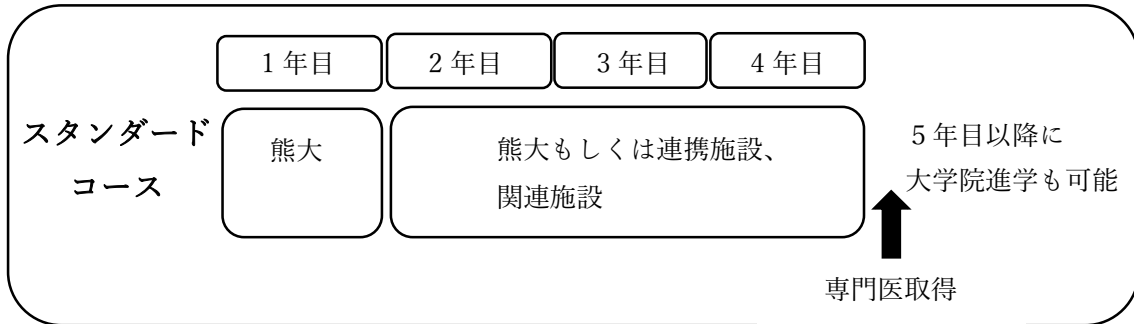 1年目 2年目 3年目 4年目
スタンダード
コース
熊大
熊大もしくは連携施設、
関連施設
5年目以降に
大学院進学も可能
専門医取得